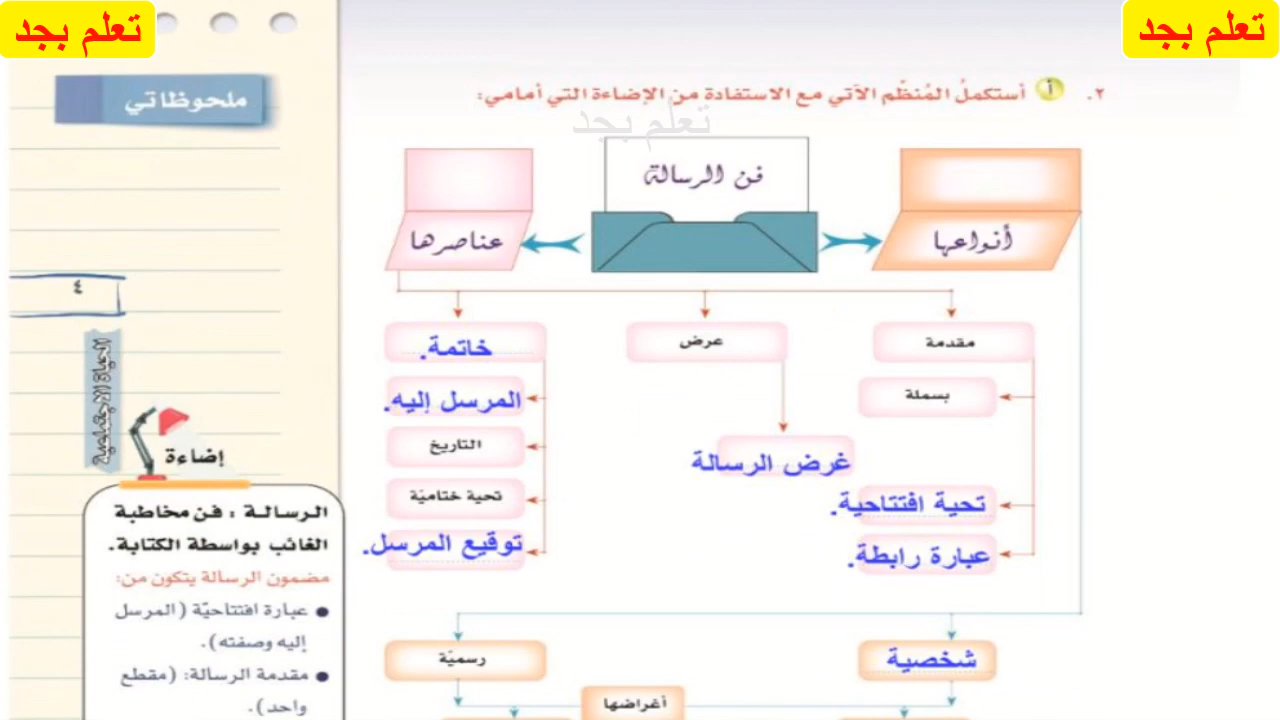 تعلم بجد
تعلم بجد
ملحوظاتي
٢. أ أستكملُ المُنظِّم الآتي مع الاستفادة من الإضاءة التي أمامي:
تعلم بجد
فن الرسالة
أنواعها
عناصرها
مقدمة
عرض
خاتمة.
بسملة
المرسل إليه.
التاريخ
غرض الرسالة
تحية ختاميّة
تحية افتتاحية.
توقيع المرسل.
عبارة رابطة.
شخصية
رسميّة
أغراضها
٤
الحياة الاجتماعية
إضاءة
الرسالة : فن مخاطبة
الغائب بواسطة الكتابة.
مضمون الرسالة يتكون من:
● عبارة افتتاحيّة (المرسل
إليه وصفته).
● مقدمة الرسالة: (مقطع
واحد).